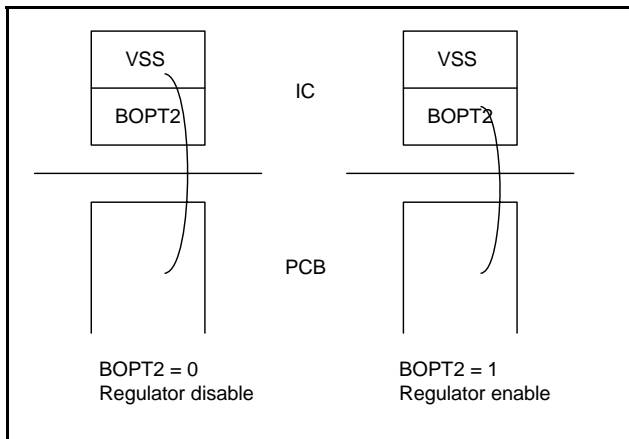 VSS
BOPT2
IC
VSS
BOPT2
PCB
BOPT2 = 0
Regulator disable
BOPT2 = 1
Regulator enable